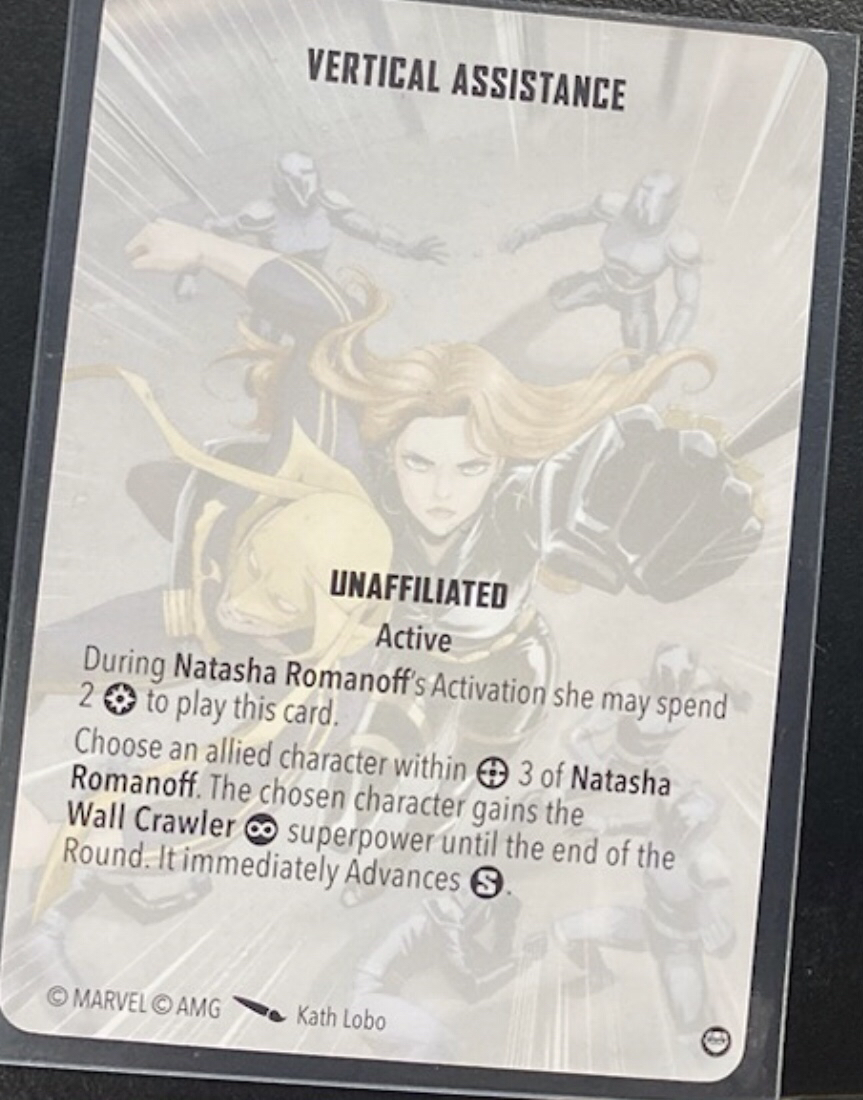 VERTICAL ASSISTANCE
UNAFFILIATED
Active
During Natasha Romanoff's Activation she may spend
2 to play this card.
Choose an allied character within 3 of Natasha
Romanoff. The chosen character gains the
Wall Crawler ∞ superpower until the end of the
Round. It immediately Advances S.
© MARVEL © AMG Kath Lobo